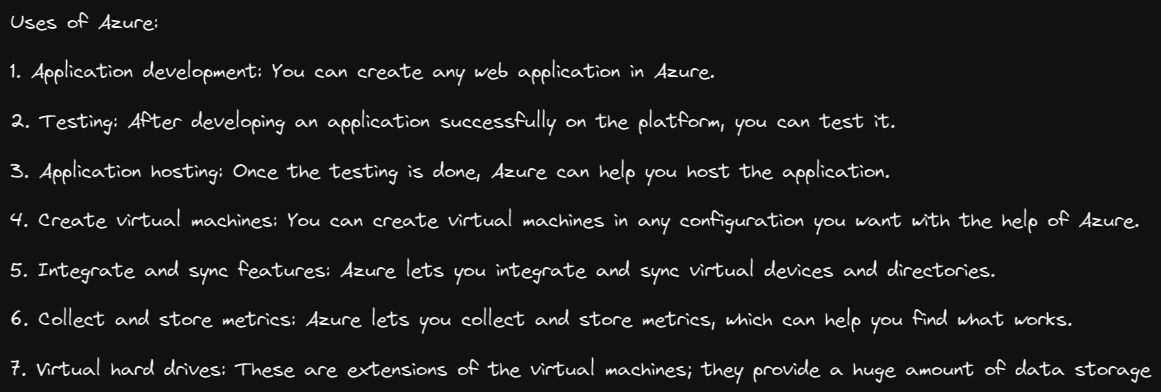 Uses of Azure:
1. Application development: You can create any web application in Azure.
2. Testing: After developing an application successfully on the platform, you can test it.
3. Application hosting: Once the testing is done, Azure can help you host the application.
4. Create virtual machines: You can create virtual machines in any configuration you want with the help of Azure.
5. Integrate and sync features: Azure lets you integrate and sync virtual devices and directories.
6. Collect and store metrics: Azure lets you collect and store metrics, which can help you find what works.
7. Virtual hard drives: These are extensions of the virtual machines; they provide a huge amount of data storage